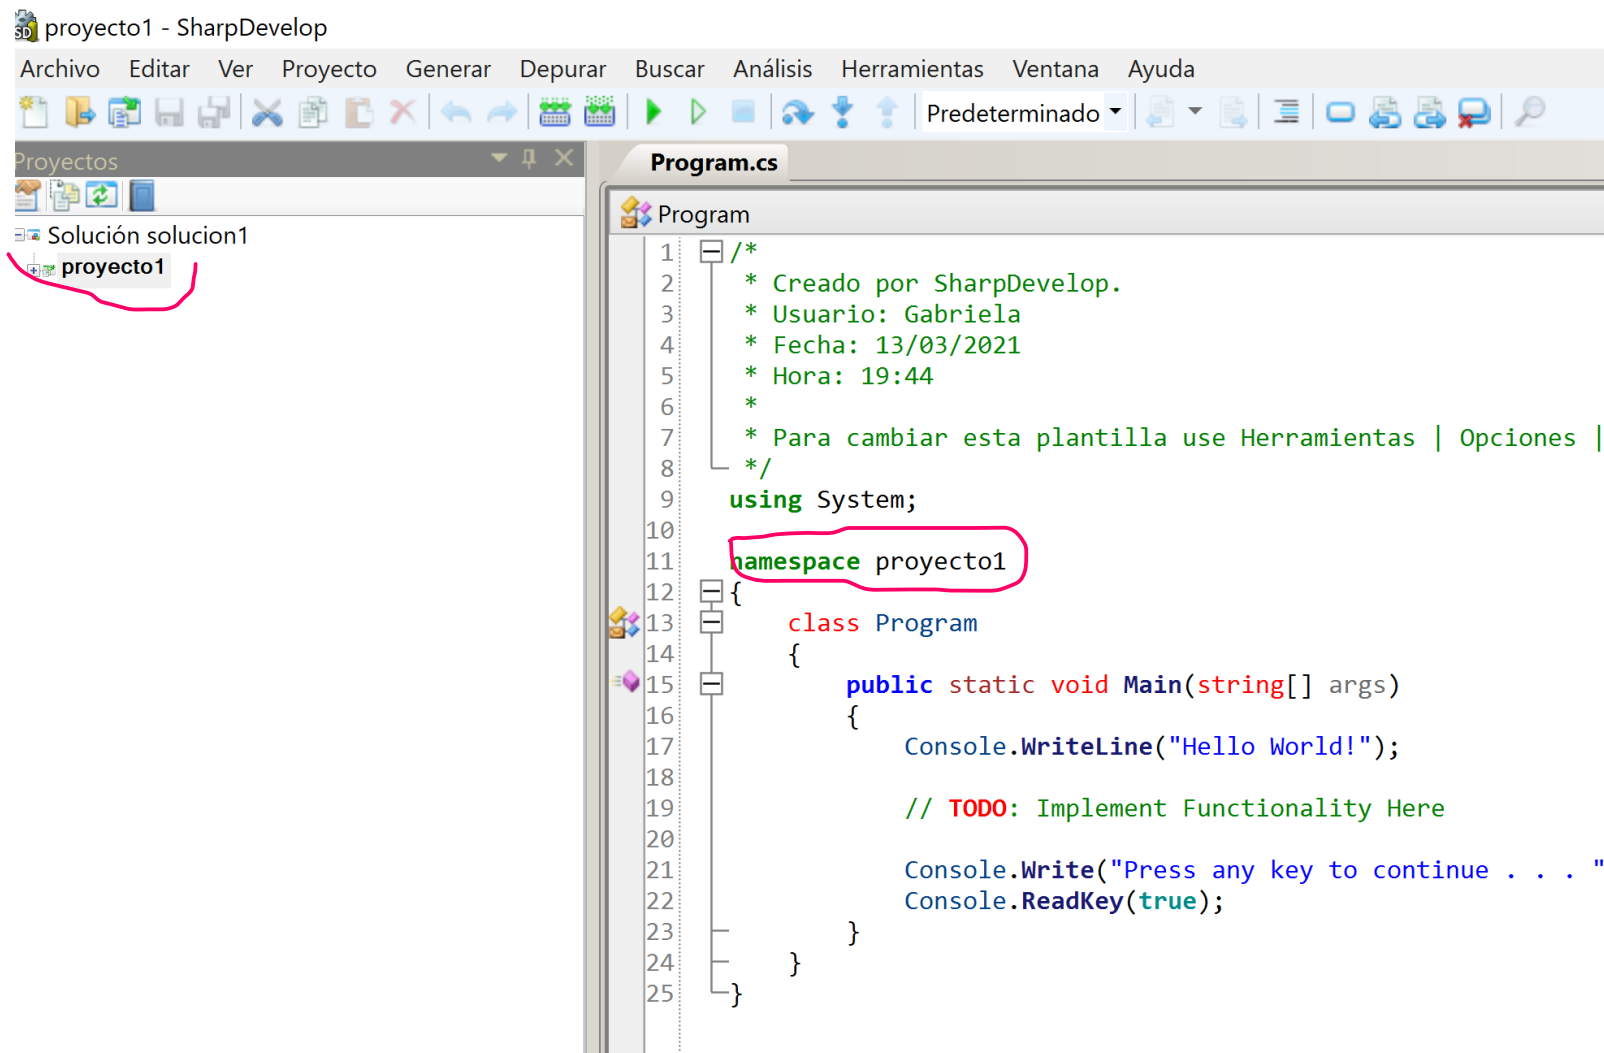 proyecto1 - SharpDevelop
Archivo Editar Ver Proyecto Generar Depurar Buscar Análisis Herramientas Ventana Ayuda
Predeterminado
Proyectos
Solución solucion1
proyecto1
Program.cs
Program
1 /*
2 * Creado por SharpDevelop.
3 * Usuario: Gabriela
4 * Fecha: 13/03/2021
5 * Hora: 19:44
6 *
7 * Para cambiar esta plantilla use Herramientas | Opciones |
8 */
9 using System;
10
11 namespace proyecto1
12 {
13 class Program
14 {
15 public static void Main(string[] args)
16 {
17 Console.WriteLine("Hello World!");
18
19 // TODO: Implement Functionality Here
20
21 Console.Write("Press any key to continue . . . "
22 Console.ReadKey(true);
23 }
24 }
25 }